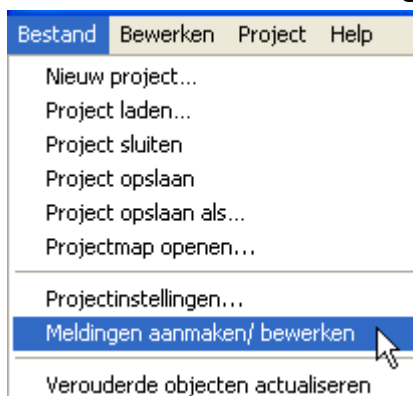 Bestand Bewerken Project Help
Nieuw project...
Project laden...
Project sluiten
Project opslaan
Project opslaan als...
Projectmap openen...
Projectinstellingen...
Meldingen aanmaken/ bewerken
Verouderde objecten actualiseren